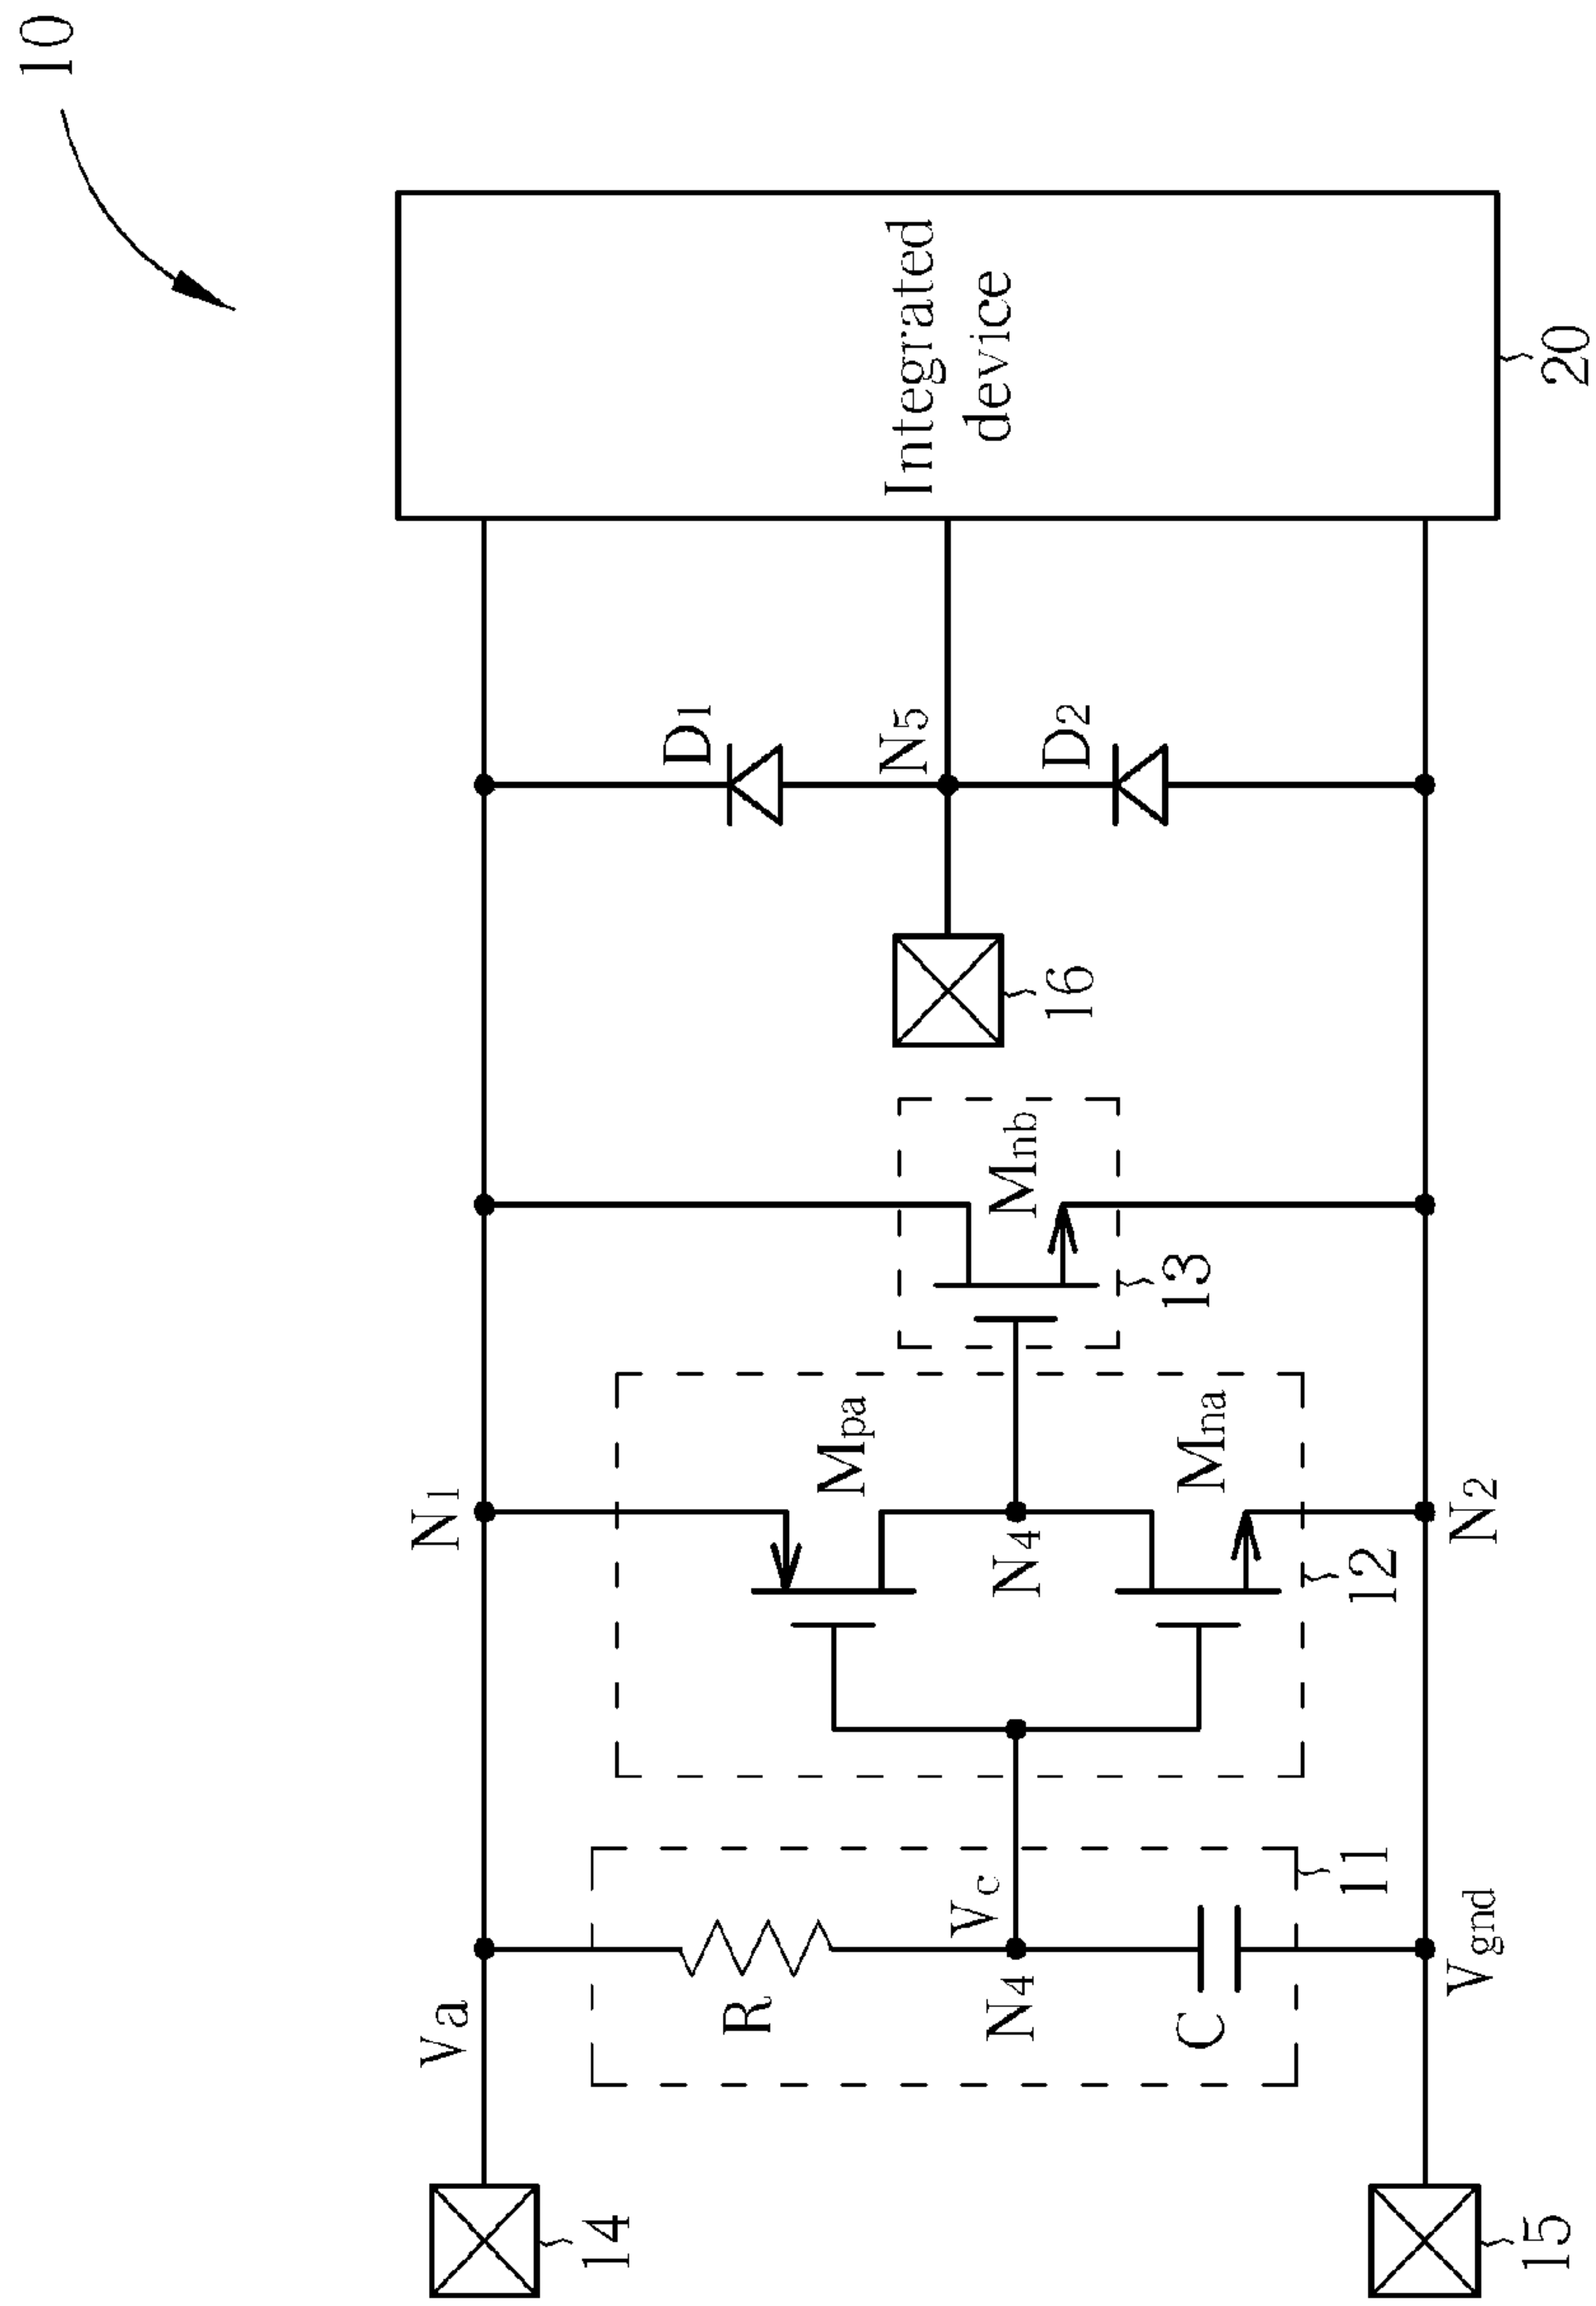 10
Va
N1
14
R
Mpa
D1
Integrated
device
Vc
N4
N4
Mnb
N5
16
13
C
Mna
D2
11
12
Vgnd
N2
15
20